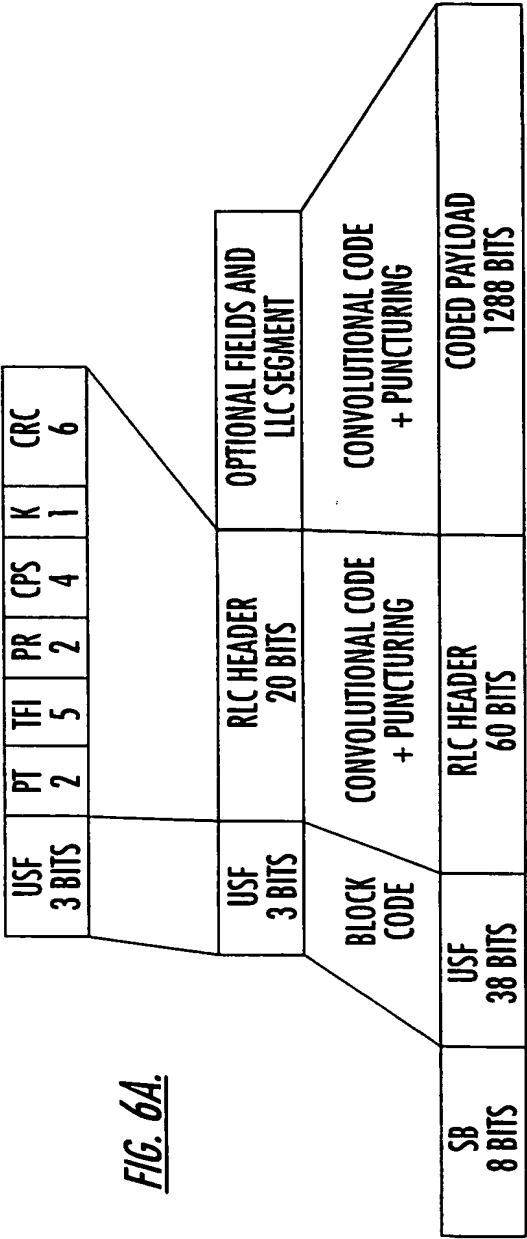 FIG. 6A.
USF PT TFI PR CPS K CRC
3 BITS 2 5 2 4 1 6
USF
3 BITS
RLC HEADER
20 BITS
OPTIONAL FIELDS AND
LLC SEGMENT
BLOCK
CODE
CONVOLUTIONAL CODE
+ PUNCTURING
CONVOLUTIONAL CODE
+ PUNCTURING
SB
8 BITS
USF
38 BITS
RLC HEADER
60 BITS
CODED PAYLOAD
1288 BITS